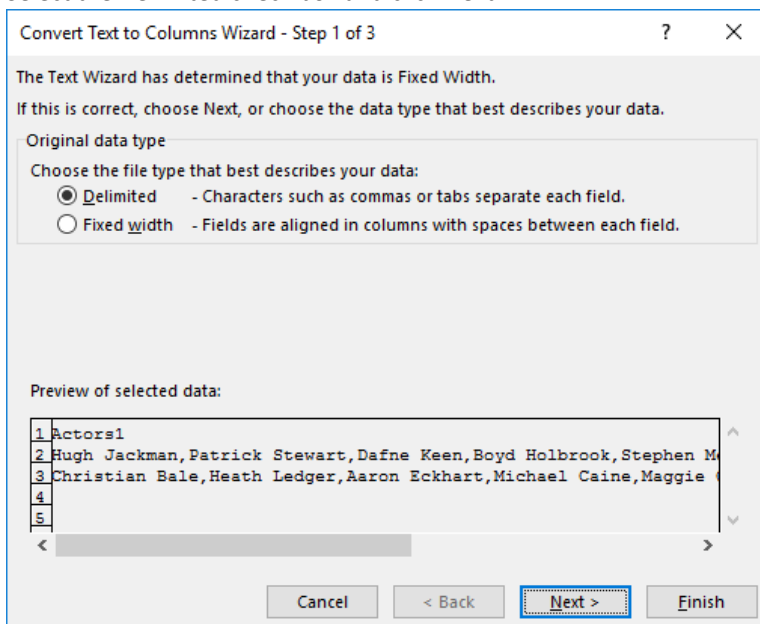 Convert Text to Columns Wizard - Step 1 of 3 ? ×
The Text Wizard has determined that your data is Fixed Width.
If this is correct, choose Next, or choose the data type that best describes your data.
Original data type
Choose the file type that best describes your data:
Delimited - Characters such as commas or tabs separate each field.
Fixed width - Fields are aligned in columns with spaces between each field.
Preview of selected data:
1 Actors1
2 Hugh Jackman,Patrick Stewart,Dafne Keen,Boyd Holbrook,Stephen
3 Christian Bale,Heath Ledger,Aaron Eckhart,Michael Caine,Maggie
4
5
Cancel < Back Next > Finish